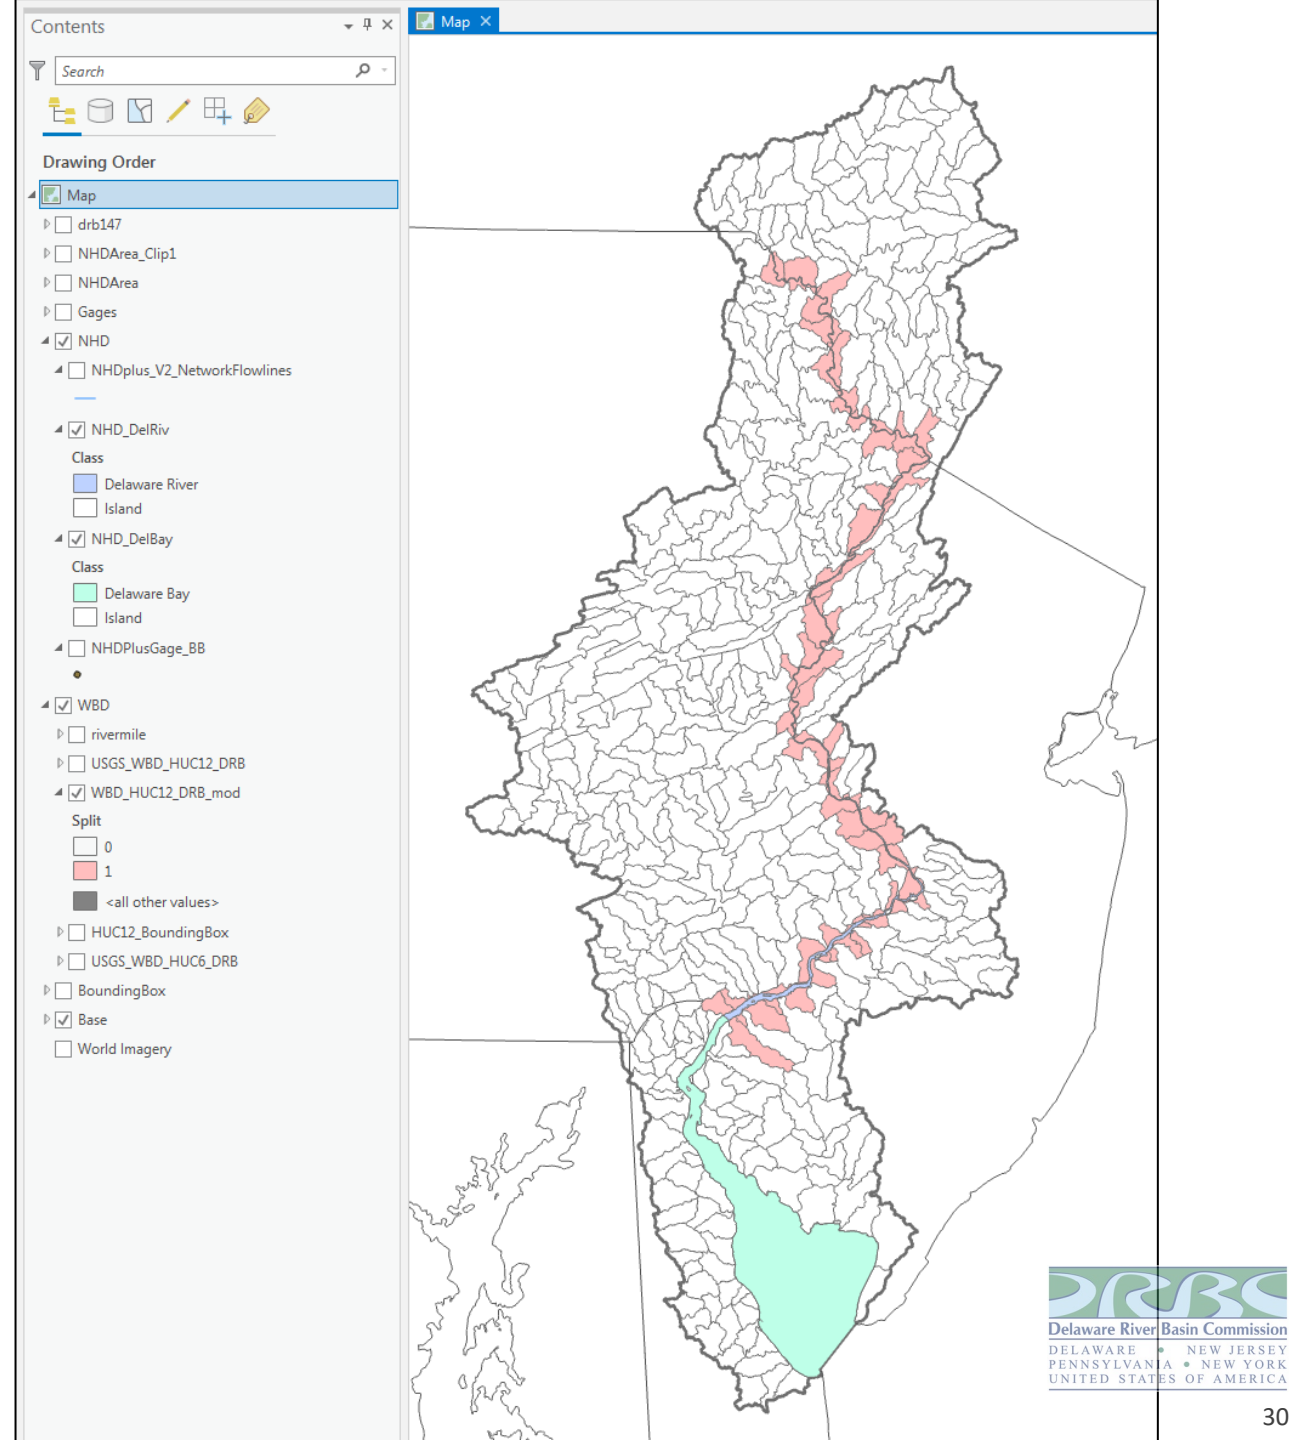 Contents
Map
Search
Drawing Order
Map
drb147
NHDArea_Clip1
NHDArea
Gages
NHD
NHDplus_V2_NetworkFlowlines
NHD_DelRiv
Class
Delaware River
Island
NHD_DelBay
Class
Delaware Bay
Island
NHDPlusGage_BB
WBD
rivermile
USGS_WBD_HUC12_DRB
WBD_HUC12_DRB_mod
Split
0
1
<all other values>
HUC12_BoundingBox
USGS_WBD_HUC6_DRB
BoundingBox
Base
World Imagery
DRBC
Delaware River Basin Commission
DELAWARE • NEW JERSEY
PENNSYLVANIA • NEW YORK
UNITED STATES OF AMERICA
30